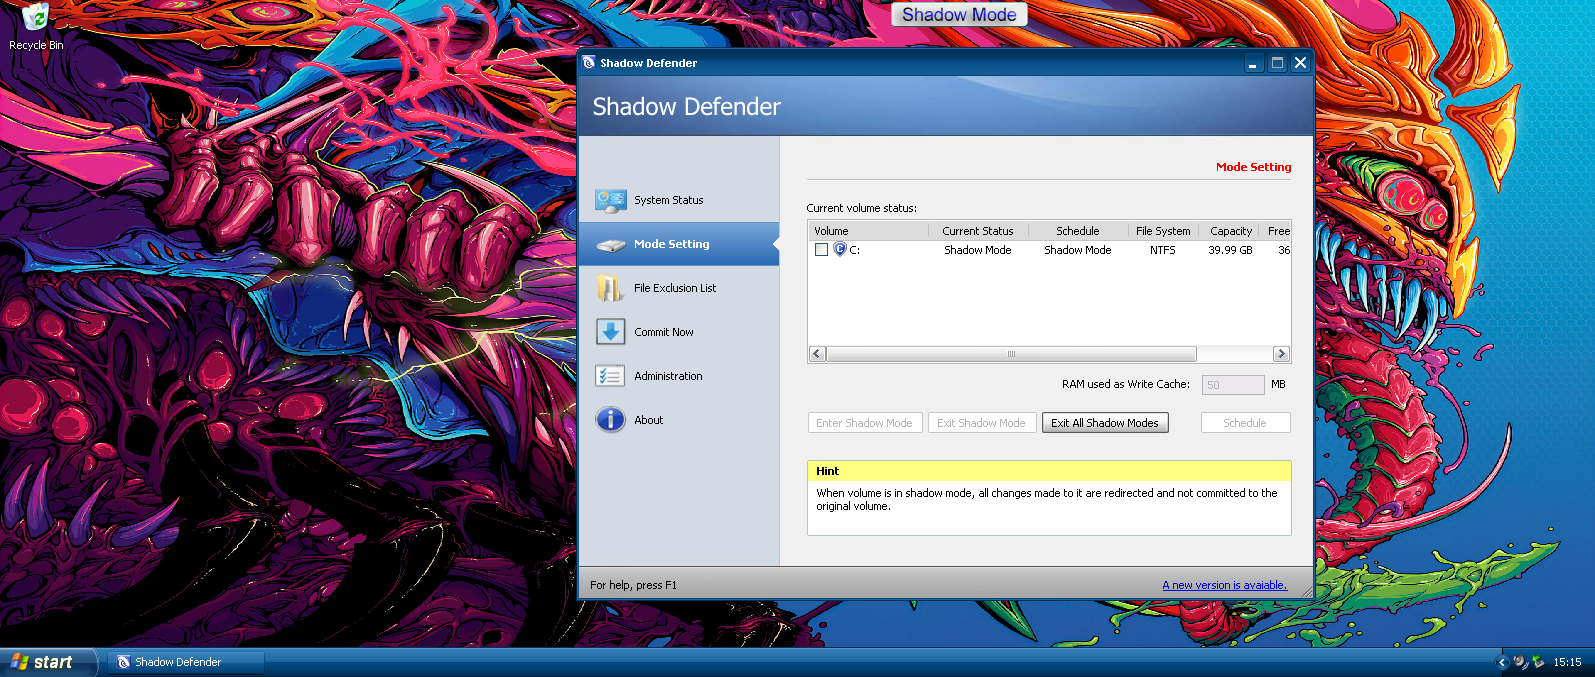 Recycle Bin
Shadow Mode
Shadow Defender
Shadow Defender
System Status
Mode Setting
File Exclusion List
Commit Now
Administration
About
Mode Setting
Current volume status:
Volume Current Status Schedule File System Capacity Free
C: Shadow Mode Shadow Mode NTFS 39.99 GB 36
RAM used as Write Cache: 50 MB
Enter Shadow Mode Exit Shadow Mode Exit All Shadow Modes Schedule
Hint
When volume is in shadow mode, all changes made to it are redirected and not committed to the
original volume.
For help, press F1 A new version is avaiable.
start Shadow Defender 15:15